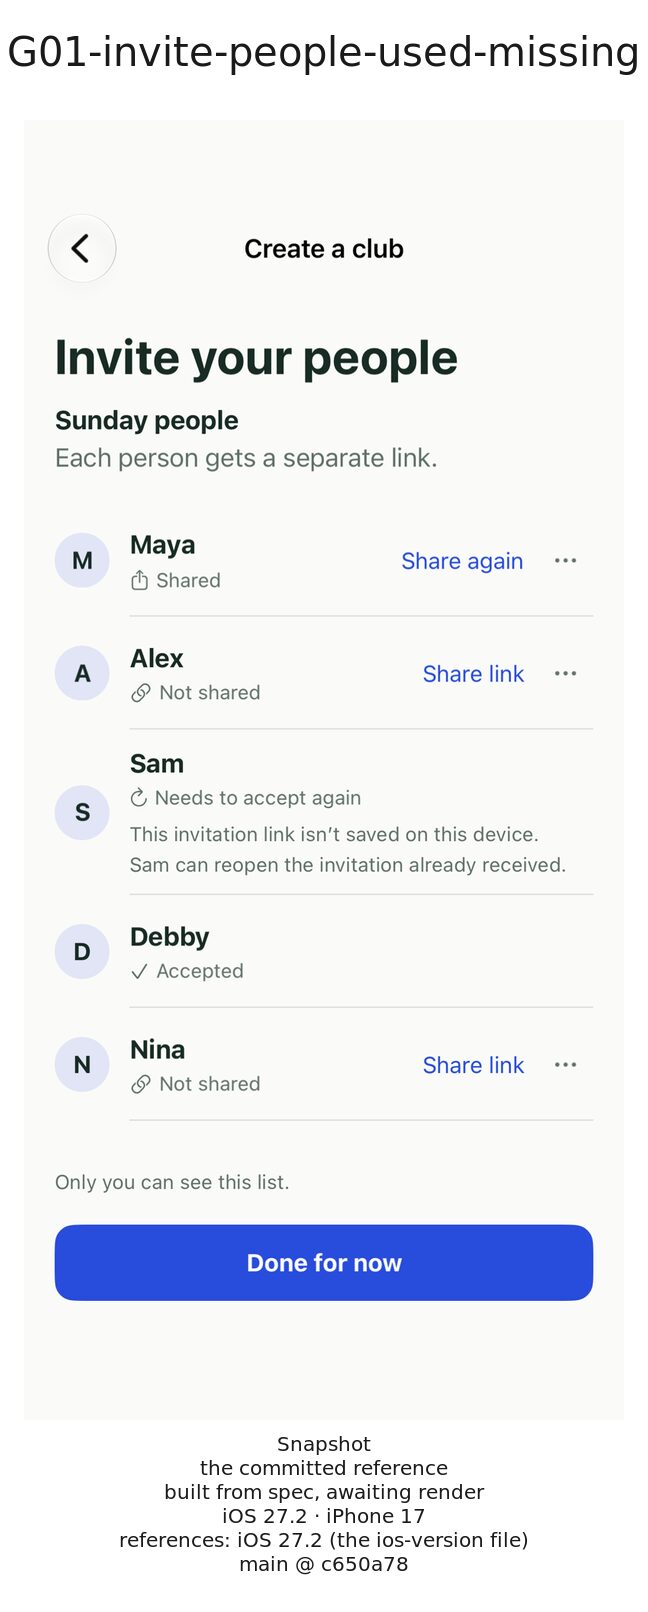 G01-invite-people-used-missing
Create a club
Invite your people
Sunday people
Each person gets a separate link.
M
Maya
Shared
Share again
A
Alex
Not shared
Share link
S
Sam
Needs to accept again
This invitation link isn’t saved on this device.
Sam can reopen the invitation already received.
D
Debby
Accepted
N
Nina
Not shared
Share link
Only you can see this list.
Done for now
Snapshot
the committed reference
built from spec, awaiting render
iOS 27.2 · iPhone 17
references: iOS 27.2 (the ios-version file)
main @ c650a78